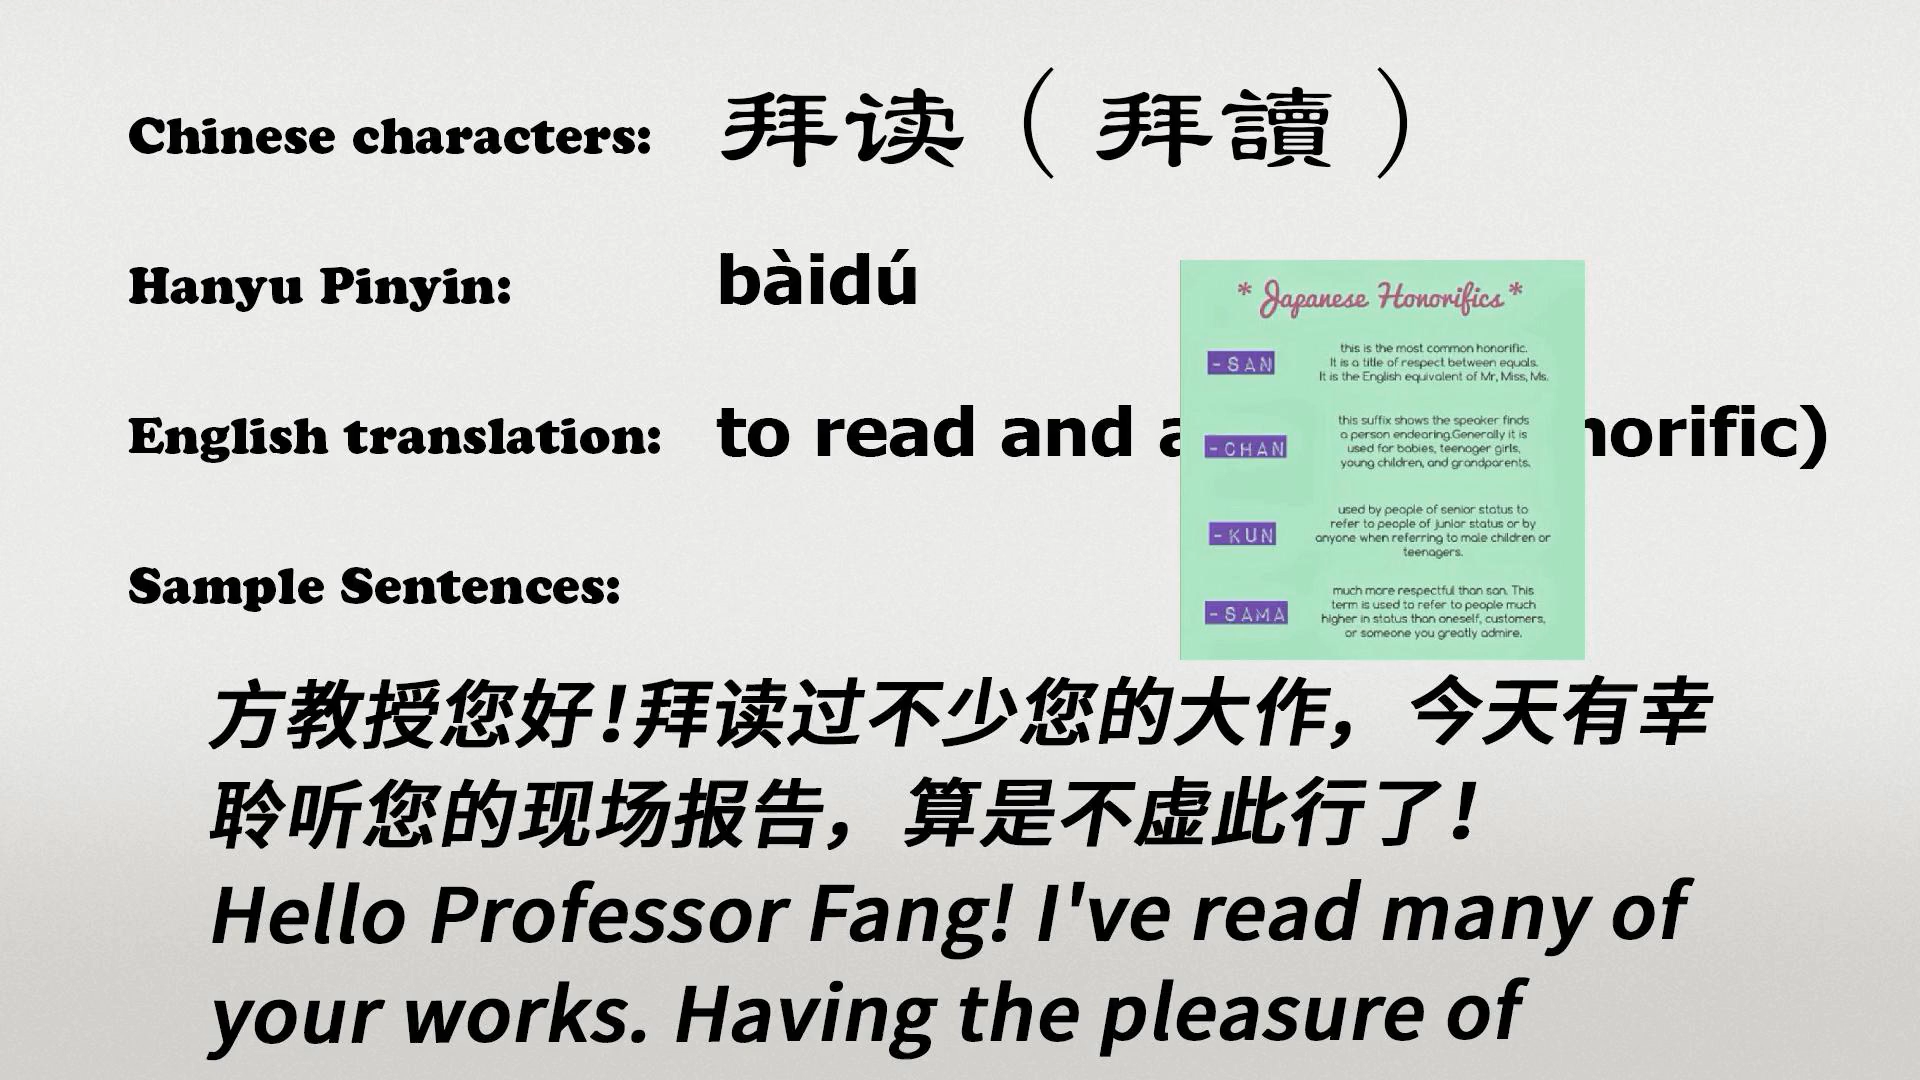 Chinese characters: 拜读（拜讀）
Hanyu Pinyin: bàidú
English translation: to read and
Sample Sentences:
* Japanese Honorifics *
-SAN
this is the most common honorific.
It is a title of respect between equals.
It is the English equivalent of Mr, Miss, Ms.
-CHAN
this suffix shows the speaker finds
a person endearing.Generally it is
used for babies, teenager girls,
young children, and grandparents.
-KUN
used by people of senior status to
refer to people of junior status or by
anyone when referring to male children or
teenagers.
-SAMA
much more respectful than san. This
term is used to refer to people much
higher in status than oneself, customers,
or someone you greatly admire.
方教授您好！拜读过不少您的大作，今天有幸
聆听您的现场报告，算是不虚此行了！
Hello Professor Fang! I've read many of
your works. Having the pleasure of